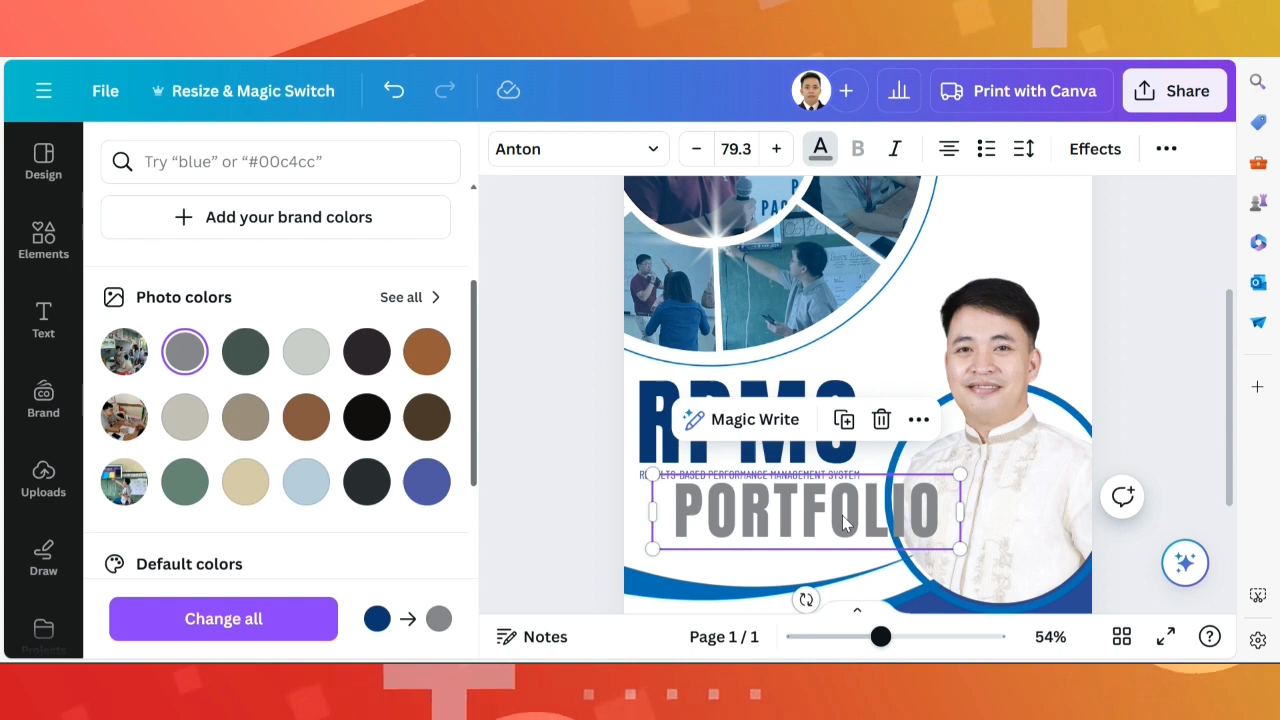 File
Resize & Magic Switch
Print with Canva
Share
Design
Elements
Text
Brand
Uploads
Draw
Projects
Try “blue” or “#00c4cc”
Add your brand colors
Photo colors
See all
Default colors
Change all
Anton
79.3
A
B
I
Effects
RPMS
Magic Write
RESULTS-BASED PERFORMANCE MANAGEMENT SYSTEM
PORTFOLIO
Notes
Page 1 / 1
54%